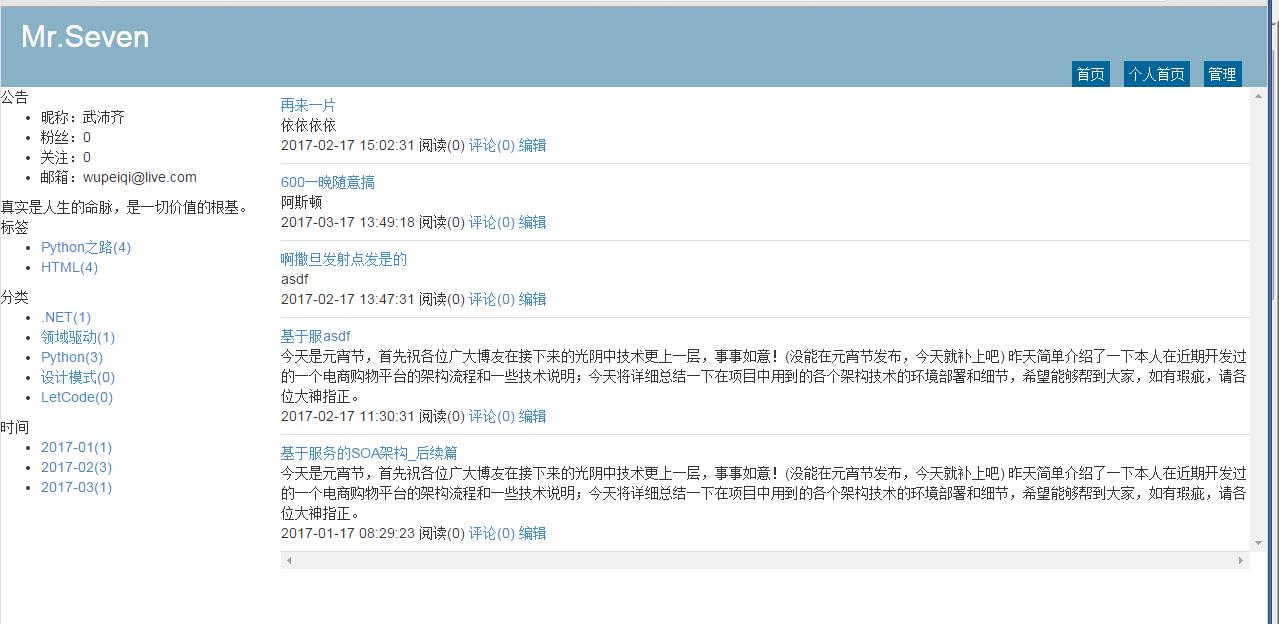 Mr.Seven
首页 个人首页 管理
公告
昵称：武沛齐
粉丝：0
关注：0
邮箱：wupeiqi@live.com
真实是人生的命脉，是一切价值的根基。
标签
Python之路(4)
HTML(4)
分类
.NET(1)
领域驱动(1)
Python(3)
设计模式(0)
LetCode(0)
时间
2017-01(1)
2017-02(3)
2017-03(1)
再来一片
依依依依
2017-02-17 15:02:31 阅读(0) 评论(0) 编辑
600一晚随意搞
阿斯顿
2017-03-17 13:49:18 阅读(0) 评论(0) 编辑
啊撒旦发射点发是的
asdf
2017-02-17 13:47:31 阅读(0) 评论(0) 编辑
基于服asdf
今天是元宵节，首先祝各位广大博友在接下来的光阴中技术更上一层，事事如意！(没能在元宵节发布，今天就补上吧) 昨天简单介绍了一下本人在近期开发过
的一个电商购物平台的架构流程和一些技术说明；今天将详细总结一下在项目中用到的各个架构技术的环境部署和细节，希望能够帮到大家，如有瑕疵，请各
位大神指正。
2017-02-17 11:30:31 阅读(0) 评论(0) 编辑
基于服务的SOA架构_后续篇
今天是元宵节，首先祝各位广大博友在接下来的光阴中技术更上一层，事事如意！(没能在元宵节发布，今天就补上吧) 昨天简单介绍了一下本人在近期开发过
的一个电商购物平台的架构流程和一些技术说明；今天将详细总结一下在项目中用到的各个架构技术的环境部署和细节，希望能够帮到大家，如有瑕疵，请各
位大神指正。
2017-01-17 08:29:23 阅读(0) 评论(0) 编辑